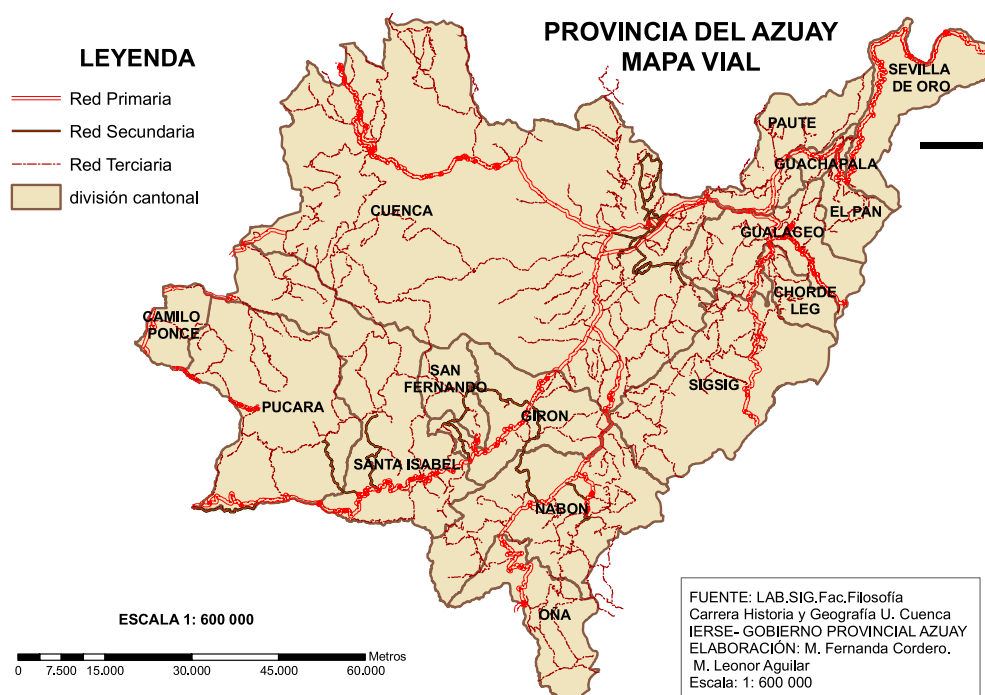 PROVINCIA DEL AZUAY
MAPA VIAL
LEYENDA
Red Primaria
Red Secundaria
Red Terciaria
división cantonal
SEVILLA
DE ORO
PAUTE
GUACHAPALA
EL PAN
GUALACEO
CUENCA
CHORDE
LEG
CAMILO
PONCE
SAN
FERNANDO
SIGSIG
PUCARA
GIRON
SANTA ISABEL
NABON
OÑA
ESCALA 1: 600 000
Metros
0 7.500 15.000 30.000 45.000 60.000
FUENTE: LAB.SIG.Fac.Filosofía
Carrera Historia y Geografía U. Cuenca
IERSE- GOBIERNO PROVINCIAL AZUAY
ELABORACIÓN: M. Fernanda Cordero.
M. Leonor Aguilar
Escala: 1: 600 000